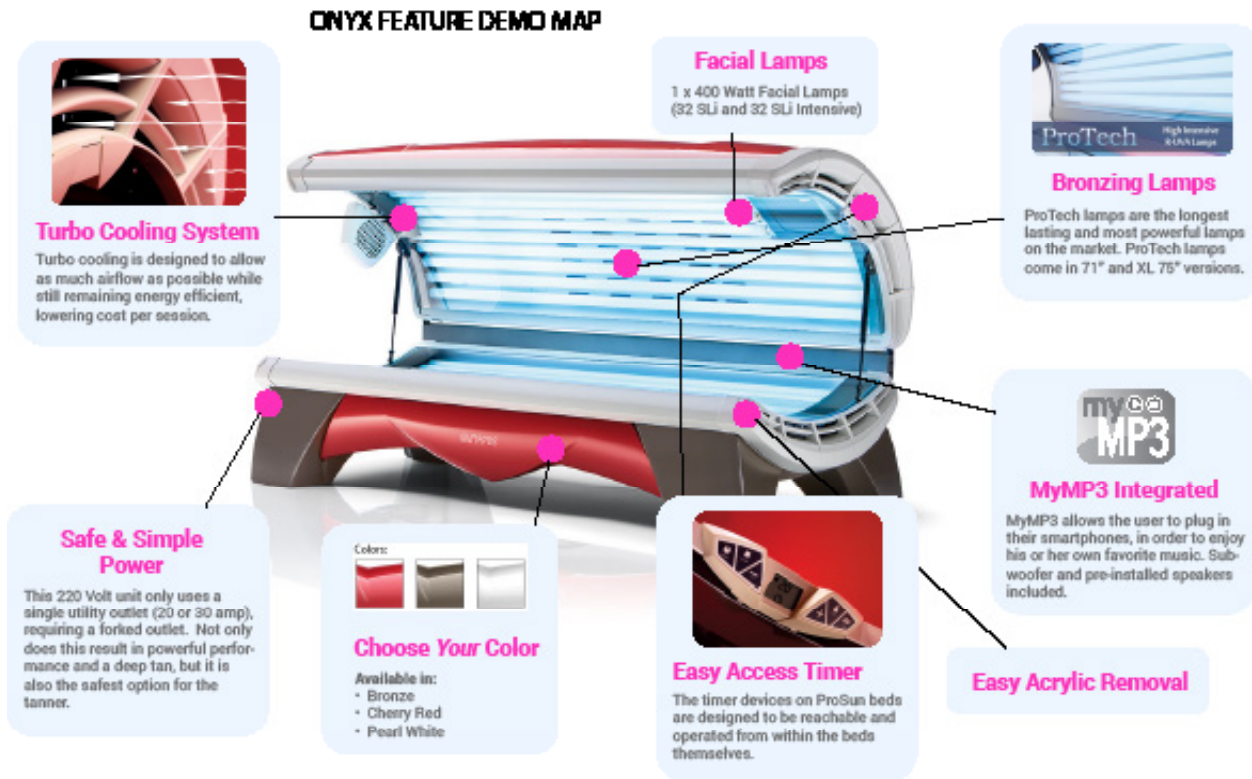 ONYX FEATURE DEMO MAP
Turbo Cooling System
Turbo cooling is designed to allow
as much airflow as possible while
still remaining energy efficient,
lowering cost per session.
Facial Lamps
1 x 400 Watt Facial Lamps
(32 SLi and 32 SLi Intensive)
ProTech
High Intensive
R-UVA Lamps
Bronzing Lamps
ProTech lamps are the longest
lasting and most powerful lamps
on the market. ProTech lamps
come in 71" and XL 75" versions.
my
MP3
MyMP3 Integrated
MyMP3 allows the user to plug in
their smartphones, in order to enjoy
his or her own favorite music. Sub-
woofer and pre-installed speakers
included.
Safe & Simple
Power
This 220 Volt unit only uses a
single utility outlet (20 or 30 amp),
requiring a forked outlet. Not only
does this result in powerful perfor-
mance and a deep tan, but it is
also the safest option for the
tanner.
Colors:
Choose Your Color
Available in:
• Bronze
• Cherry Red
• Pearl White
Easy Access Timer
The timer devices on ProSun beds
are designed to be reachable and
operated from within the beds
themselves.
Easy Acrylic Removal